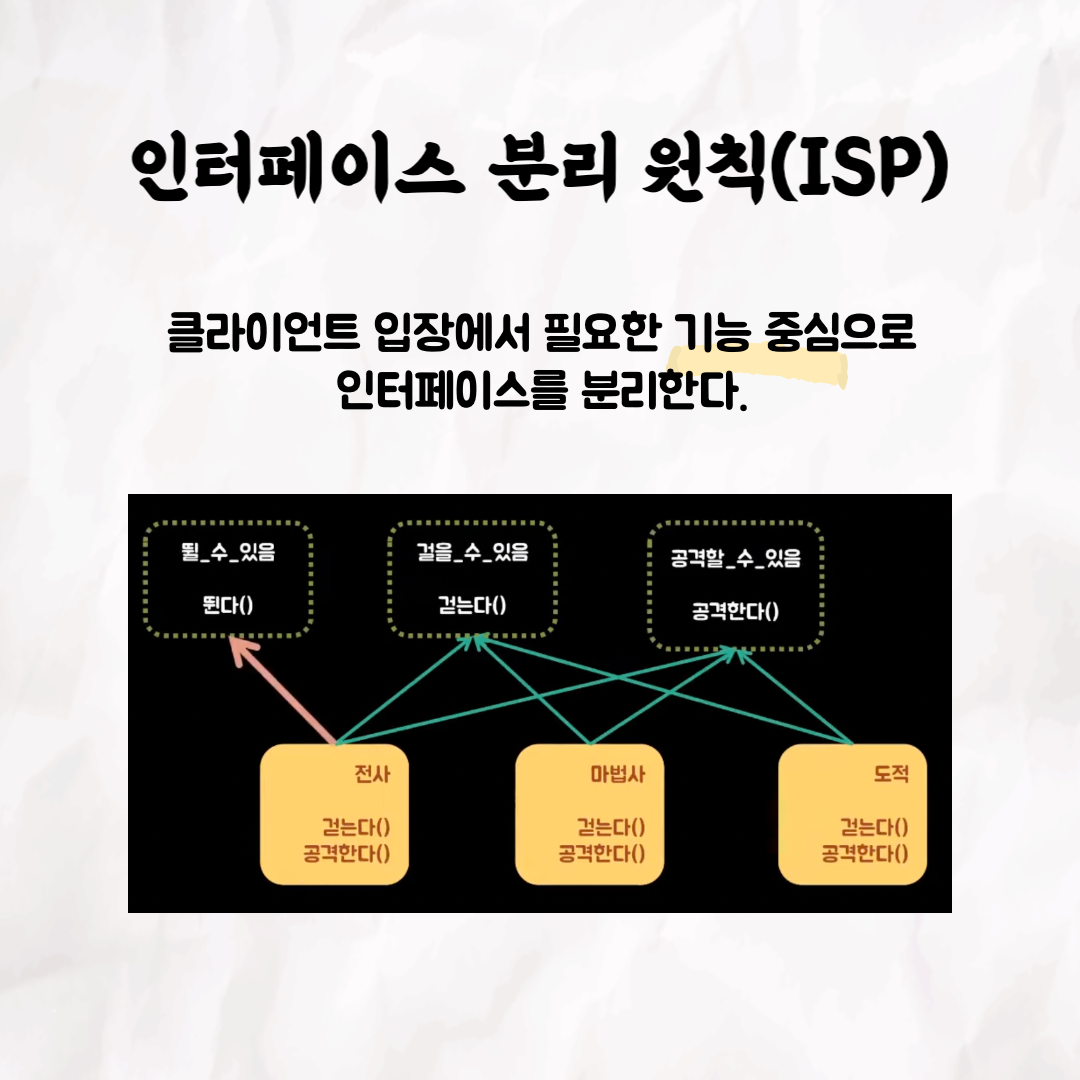 인터페이스 분리 원칙(ISP)
클라이언트 입장에서 필요한 기능 중심으로
인터페이스를 분리한다.
뛸_수_있음
뛴다()
걸을_수_있음
걷는다()
공격할_수_있음
공격한다()
전사
걷는다()
공격한다()
마법사
걷는다()
공격한다()
도적
걷는다()
공격한다()